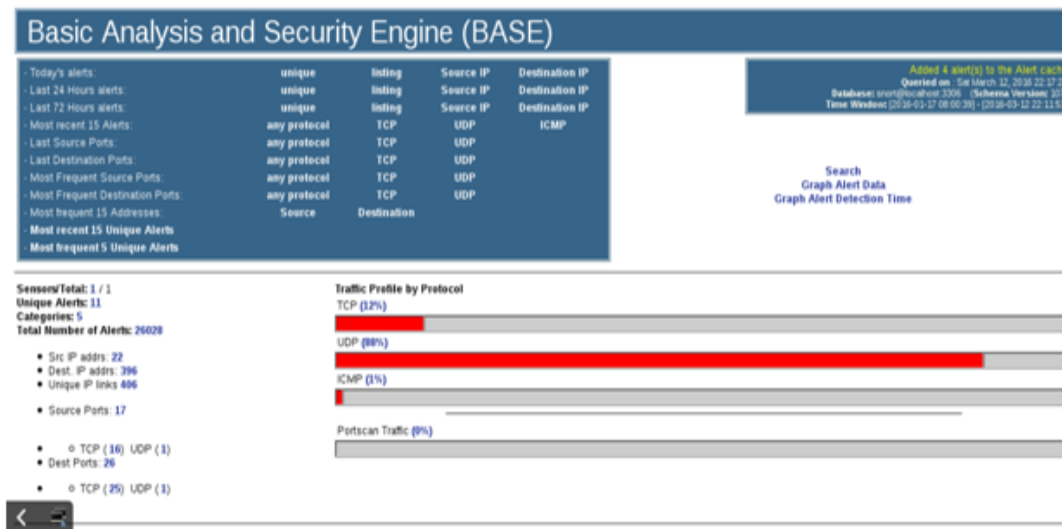 Basic Analysis and Security Engine (BASE)
- Today's alerts: unique listing Source IP Destination IP
- Last 24 Hours alerts: unique listing Source IP Destination IP
- Last 72 Hours alerts: unique listing Source IP Destination IP
- Most recent 15 Alerts: any protocol TCP UDP ICMP
- Last Source Ports: any protocol TCP UDP
- Last Destination Ports: any protocol TCP UDP
- Most Frequent Source Ports: any protocol TCP UDP
- Most Frequent Destination Ports: any protocol TCP UDP
- Most frequent 15 Addresses: Source Destination
- Most recent 15 Unique Alerts
- Most frequent 5 Unique Alerts
Added 4 alert(s) to the Alert cach
Queried on : Sat March 12, 2016 22:17:2
Database: snort@localhost:3306 (Schema Version: 10
Time Window: [2016-01-17 08:00:39] - [2016-03-12 22:11:5
Search
Graph Alert Data
Graph Alert Detection Time
Sensors/Total: 1 / 1
Unique Alerts: 11
Categories: 5
Total Number of Alerts: 26028
• Src IP addrs: 22
• Dest. IP addrs: 396
• Unique IP links 406
• Source Ports: 17
• ○ TCP (16) UDP (1)
• Dest Ports: 26
• ○ TCP (25) UDP (1)
Traffic Profile by Protocol
TCP (12%)
UDP (88%)
ICMP (1%)
Portscan Traffic (0%)